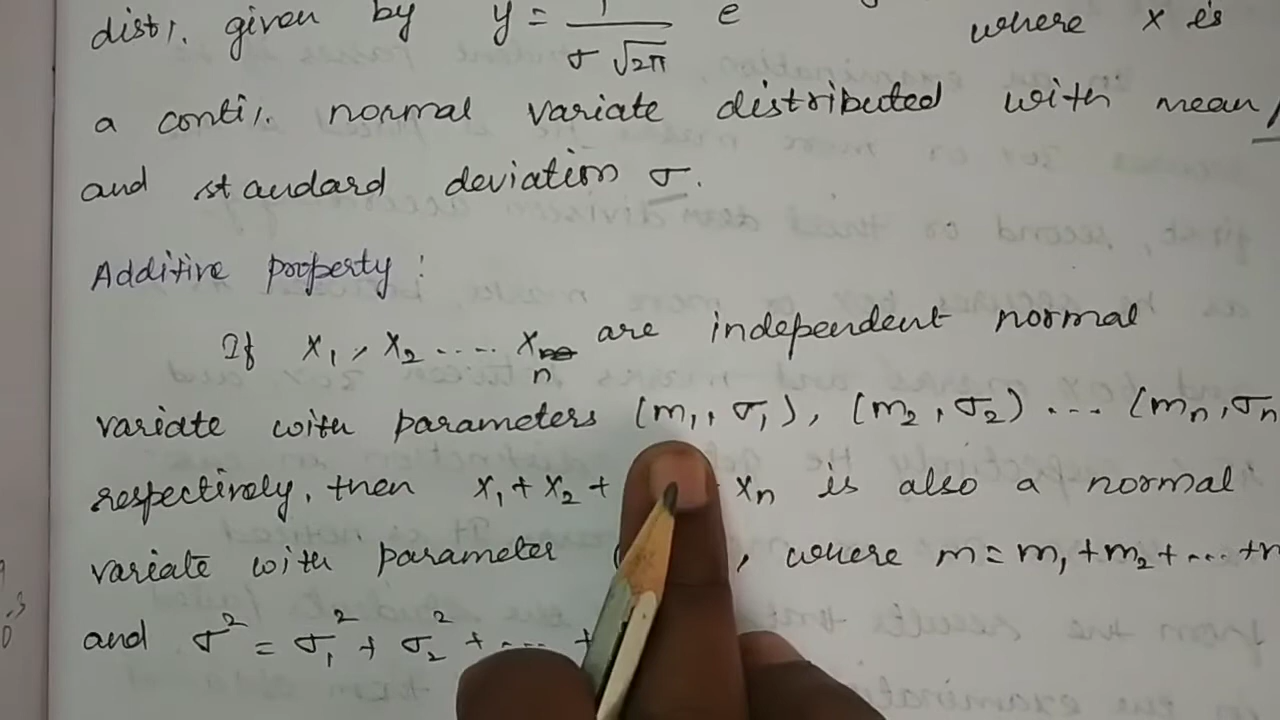 dist/. given by y = 1 / σ √2π e where x is
a conti/. normal variate distributed with mean
and standard deviation σ.
Additive property :
If x₁, x₂ .... xn are independent normal
variate with parameters (m₁, σ₁), (m₂, σ₂) ... (mn, σn
respectively, then x₁ + x₂ + xn is also a normal
variate with parameter ( , where m = m₁ + m₂ + ... + m
and σ² = σ₁² + σ₂² + .... +